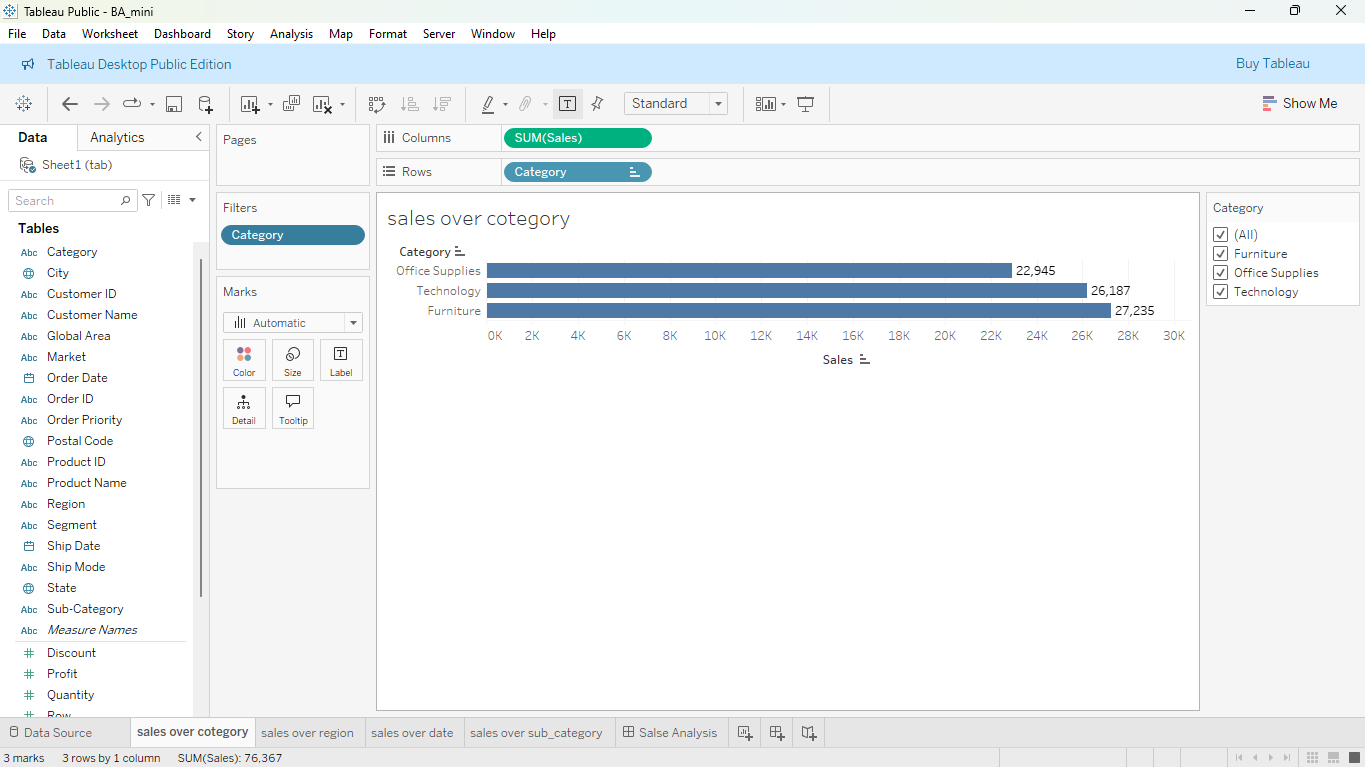 Tableau Public - BA_mini
File Data Worksheet Dashboard Story Analysis Map Format Server Window Help
Tableau Desktop Public Edition
Buy Tableau
Standard
Show Me
Data
Analytics
Sheet1 (tab)
Search
Tables
Abc Category
City
Abc Customer ID
Abc Customer Name
Abc Global Area
Abc Market
Order Date
Abc Order ID
Abc Order Priority
Postal Code
Abc Product ID
Abc Product Name
Abc Region
Abc Segment
Ship Date
Abc Ship Mode
State
Abc Sub-Category
Abc Measure Names
# Discount
# Profit
# Quantity
# Row
Pages
Filters
Category
Marks
Automatic
Color Size Label
Detail Tooltip
Columns SUM(Sales)
Rows Category
sales over cotegory
Category
Office Supplies 22,945
Technology 26,187
Furniture 27,235
0K 2K 4K 6K 8K 10K 12K 14K 16K 18K 20K 22K 24K 26K 28K 30K
Sales
Category
(All)
Furniture
Office Supplies
Technology
Data Source sales over cotegory sales over region sales over date sales over sub_category Salse Analysis
3 marks 3 rows by 1 column SUM(Sales): 76,367